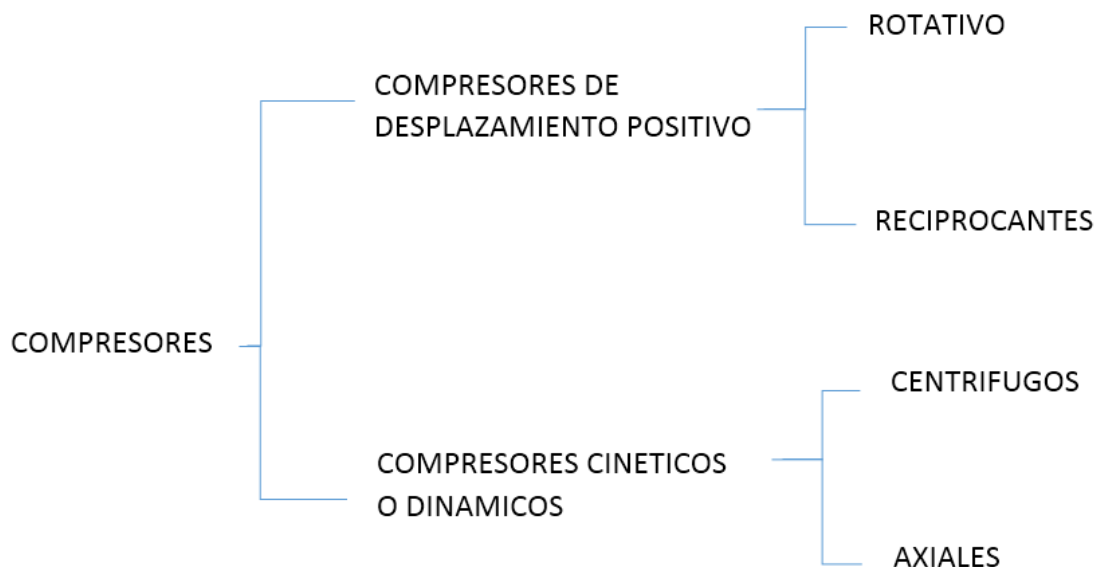 ROTATIVO
COMPRESORES DE
DESPLAZAMIENTO POSITIVO
RECIPROCANTES
COMPRESORES
CENTRIFUGOS
COMPRESORES CINETICOS
O DINAMICOS
AXIALES